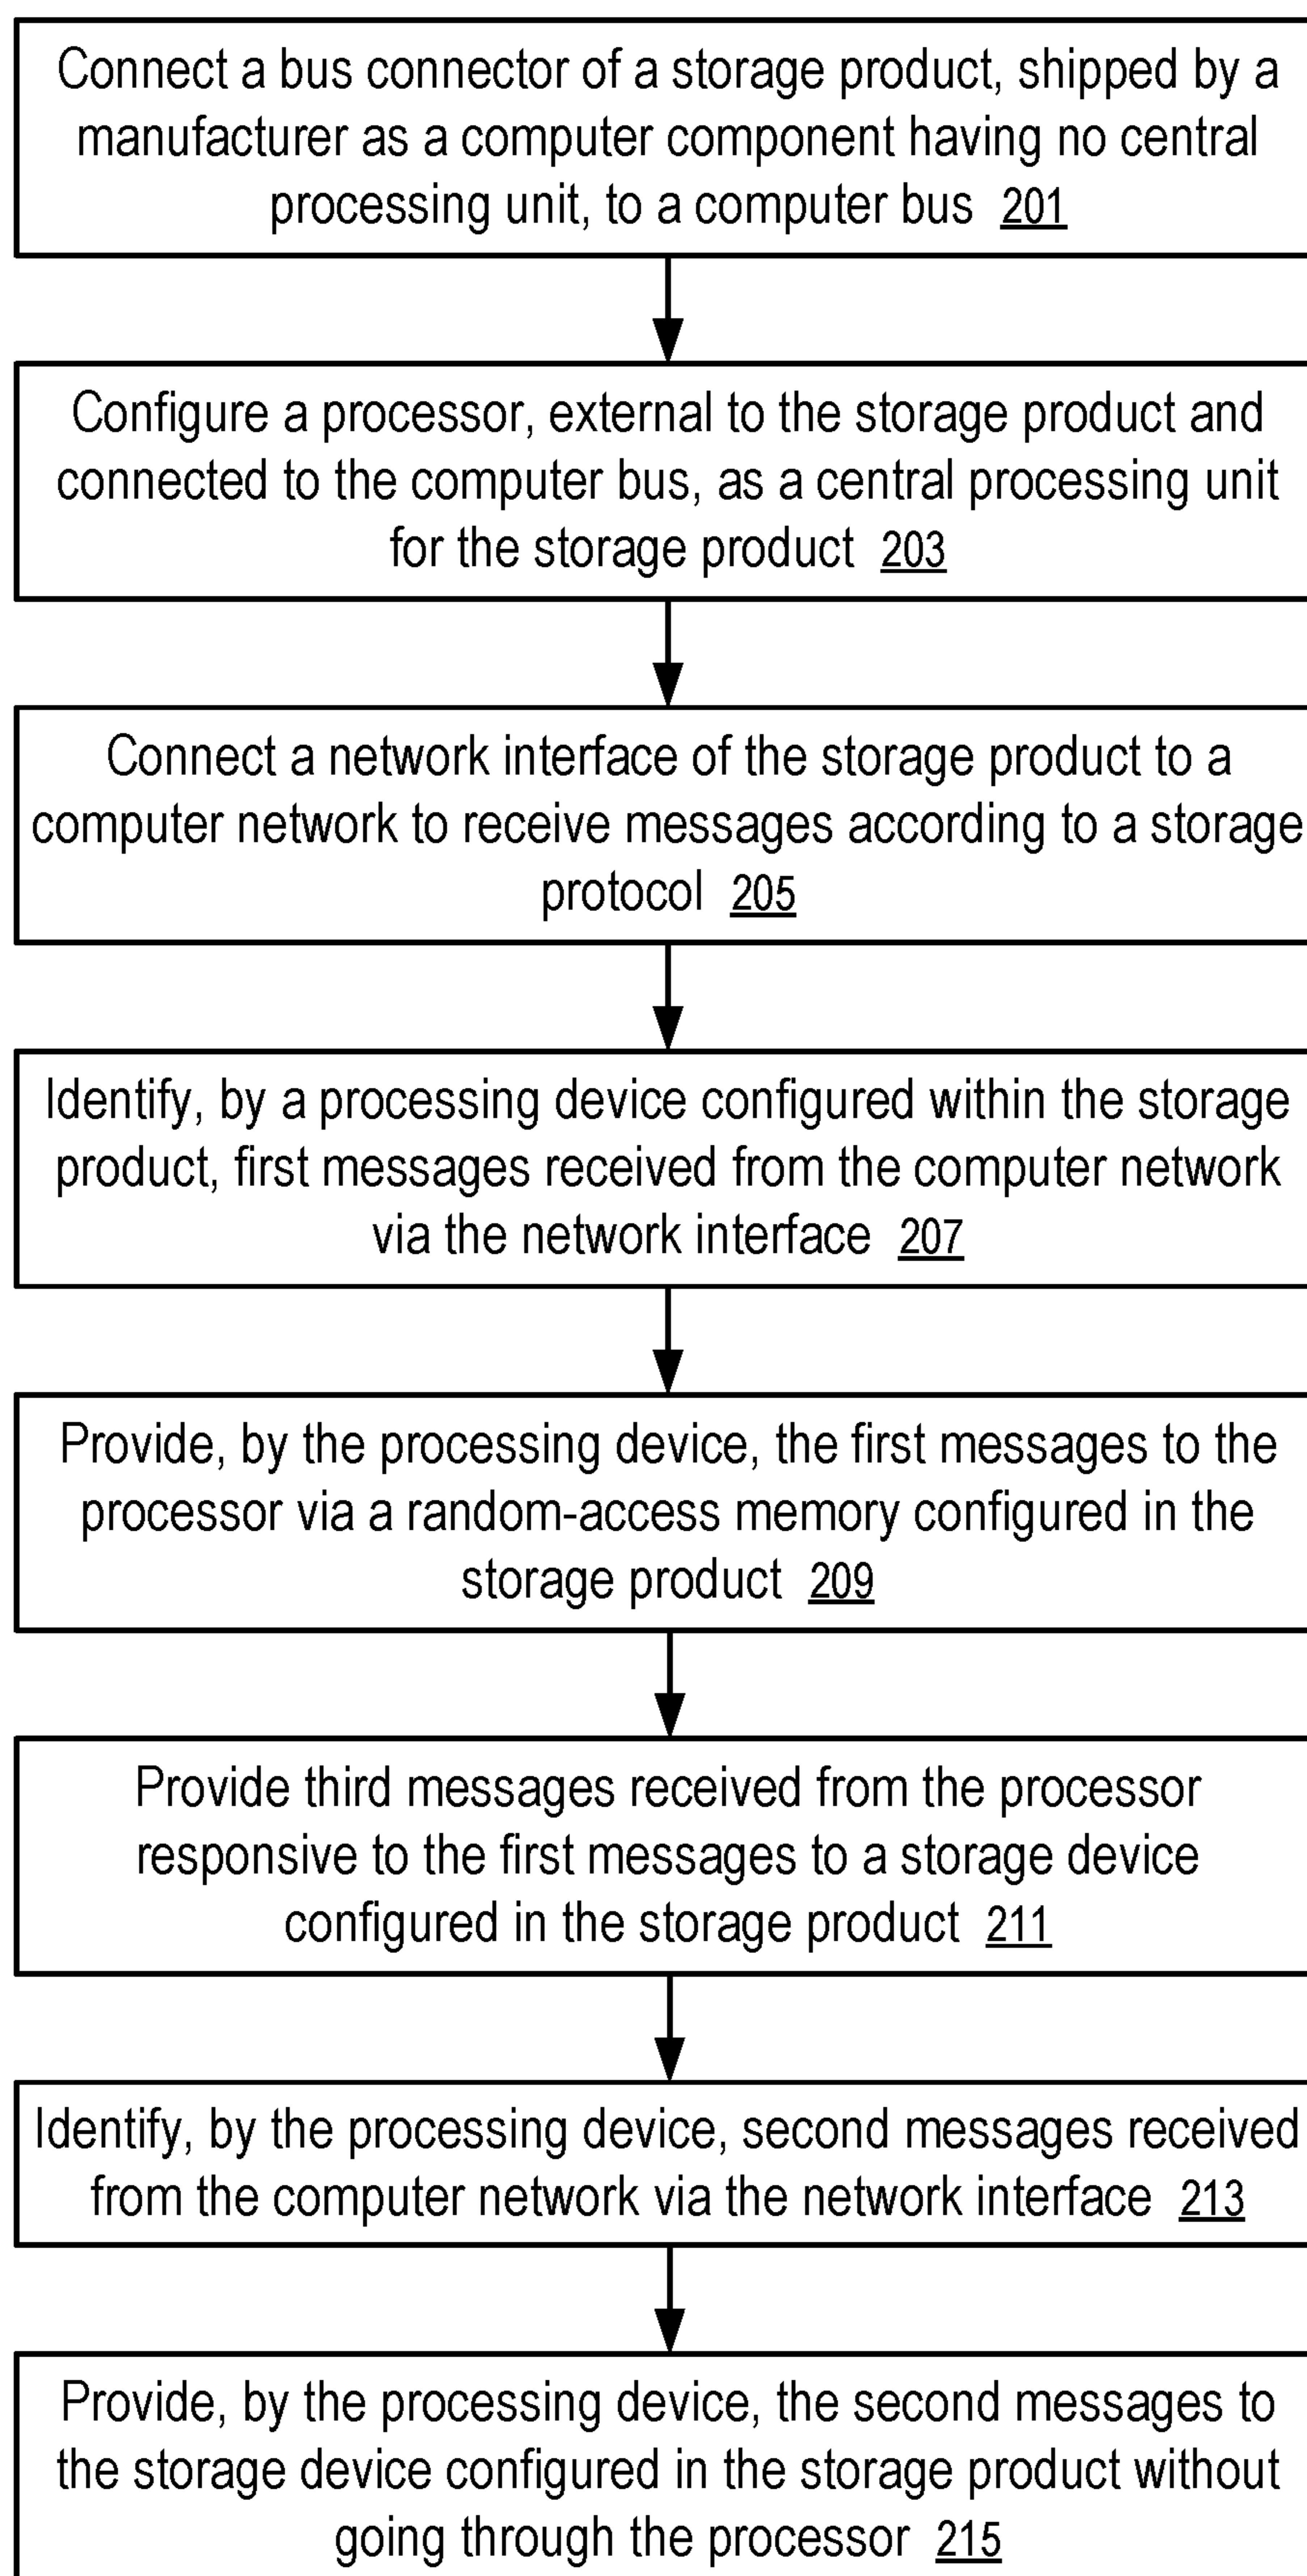 Connect a bus connector of a storage product, shipped by a
manufacturer as a computer component having no central
processing unit, to a computer bus 201
Configure a processor, external to the storage product and
connected to the computer bus, as a central processing unit
for the storage product 203
Connect a network interface of the storage product to a
computer network to receive messages according to a storage
protocol 205
Identify, by a processing device configured within the storage
product, first messages received from the computer network
via the network interface 207
Provide, by the processing device, the first messages to the
processor via a random-access memory configured in the
storage product 209
Provide third messages received from the processor
responsive to the first messages to a storage device
configured in the storage product 211
Identify, by the processing device, second messages received
from the computer network via the network interface 213
Provide, by the processing device, the second messages to
the storage device configured in the storage product without
going through the processor 215